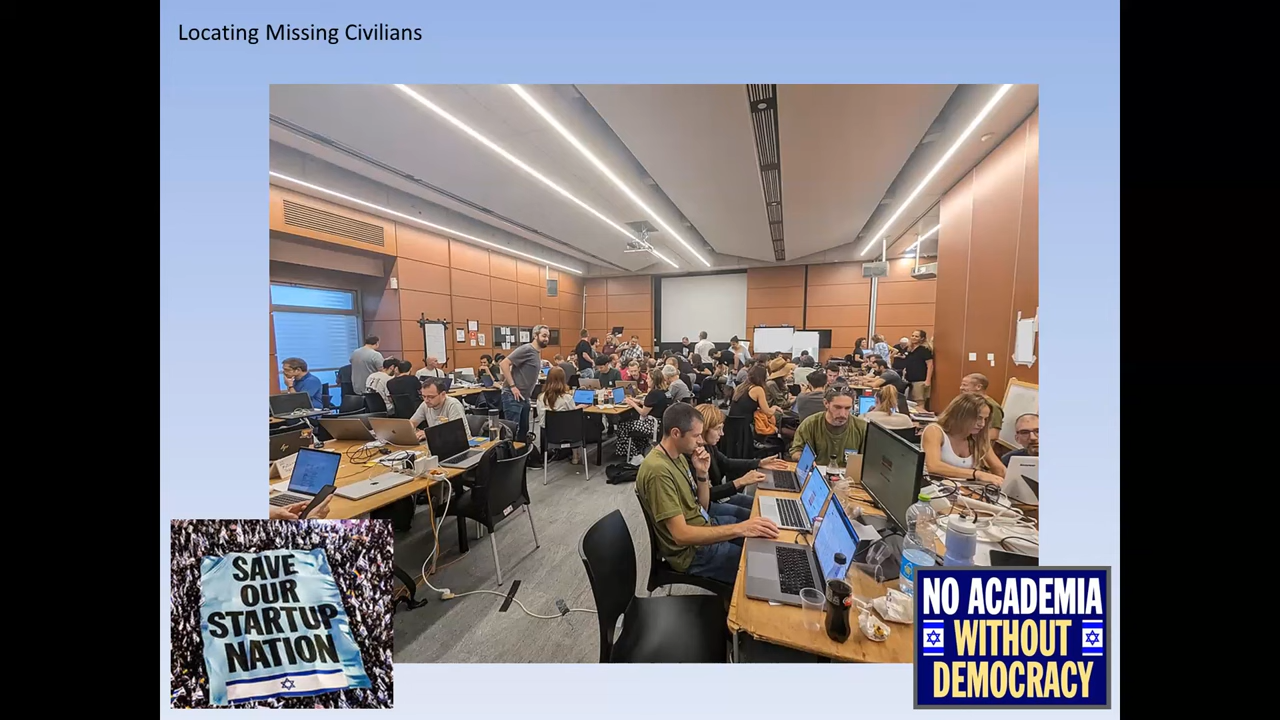 Locating Missing Civilians
SAVE
OUR
STARTUP
NATION
NO ACADEMIA
WITHOUT
DEMOCRACY